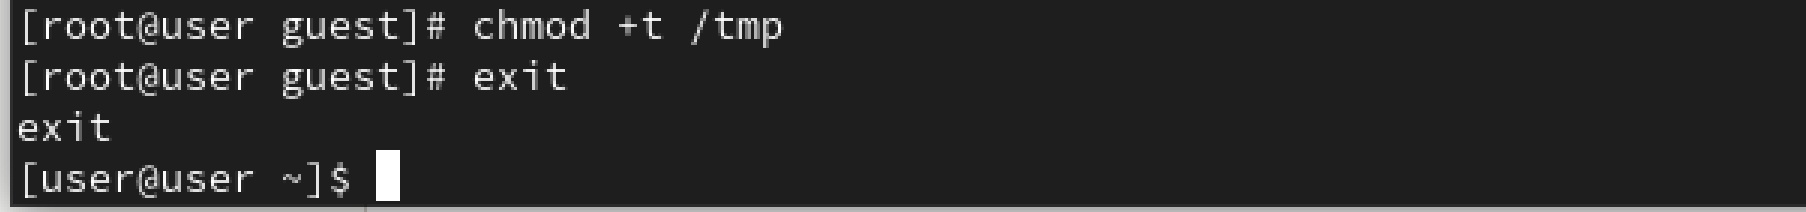 [root@user guest]# chmod +t /tmp
[root@user guest]# exit
exit
[user@user ~]$